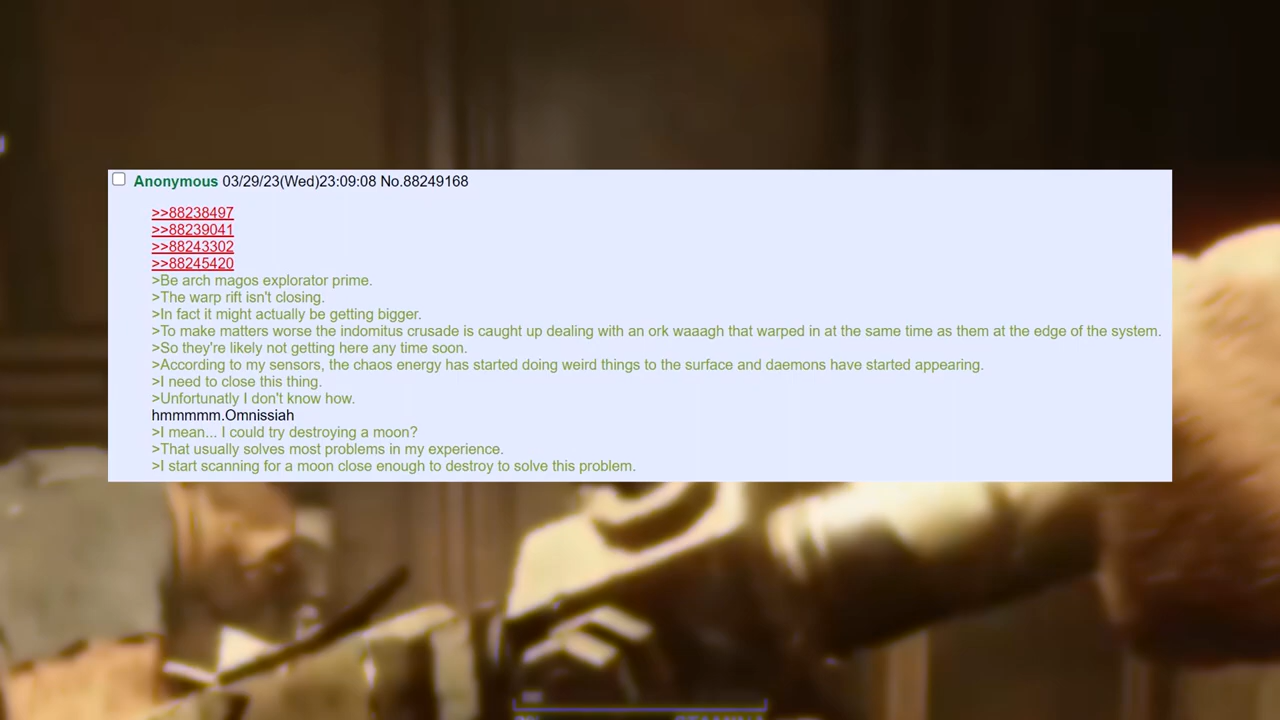 Anonymous 03/29/23(Wed)23:09:08 No.88249168
>>88238497
>>88239041
>>88243302
>>88245420
>Be arch magos explorator prime.
>The warp rift isn't closing.
>In fact it might actually be getting bigger.
>To make matters worse the indomitus crusade is caught up dealing with an ork waaagh that warped in at the same time as them at the edge of the system.
>So they're likely not getting here any time soon.
>According to my sensors, the chaos energy has started doing weird things to the surface and daemons have started appearing.
>I need to close this thing.
>Unfortunatly I don't know how.
hmmmmm.Omnissiah
>I mean... I could try destroying a moon?
>That usually solves most problems in my experience.
>I start scanning for a moon close enough to destroy to solve this problem.